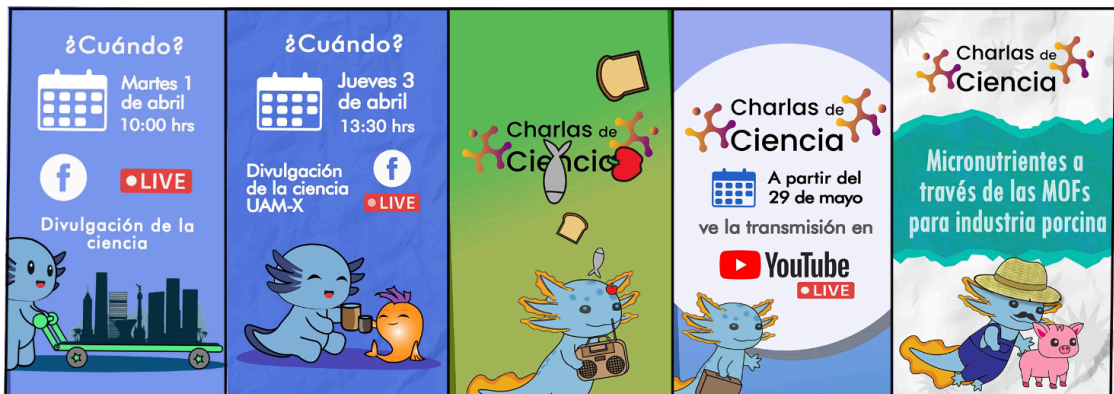 ¿Cuándo?
Martes 1
de abril
10:00 hrs
f
LIVE
Divulgación de la
ciencia
¿Cuándo?
Jueves 3
de abril
13:30 hrs
Divulgación
de la ciencia
UAM-X
f
LIVE
Charlas de
Ciencia
Charlas de
Ciencia
A partir del
29 de mayo
ve la transmisión en
YouTube
LIVE
Charlas de
Ciencia
Micronutrientes a
través de las MOFs
para industria porcina